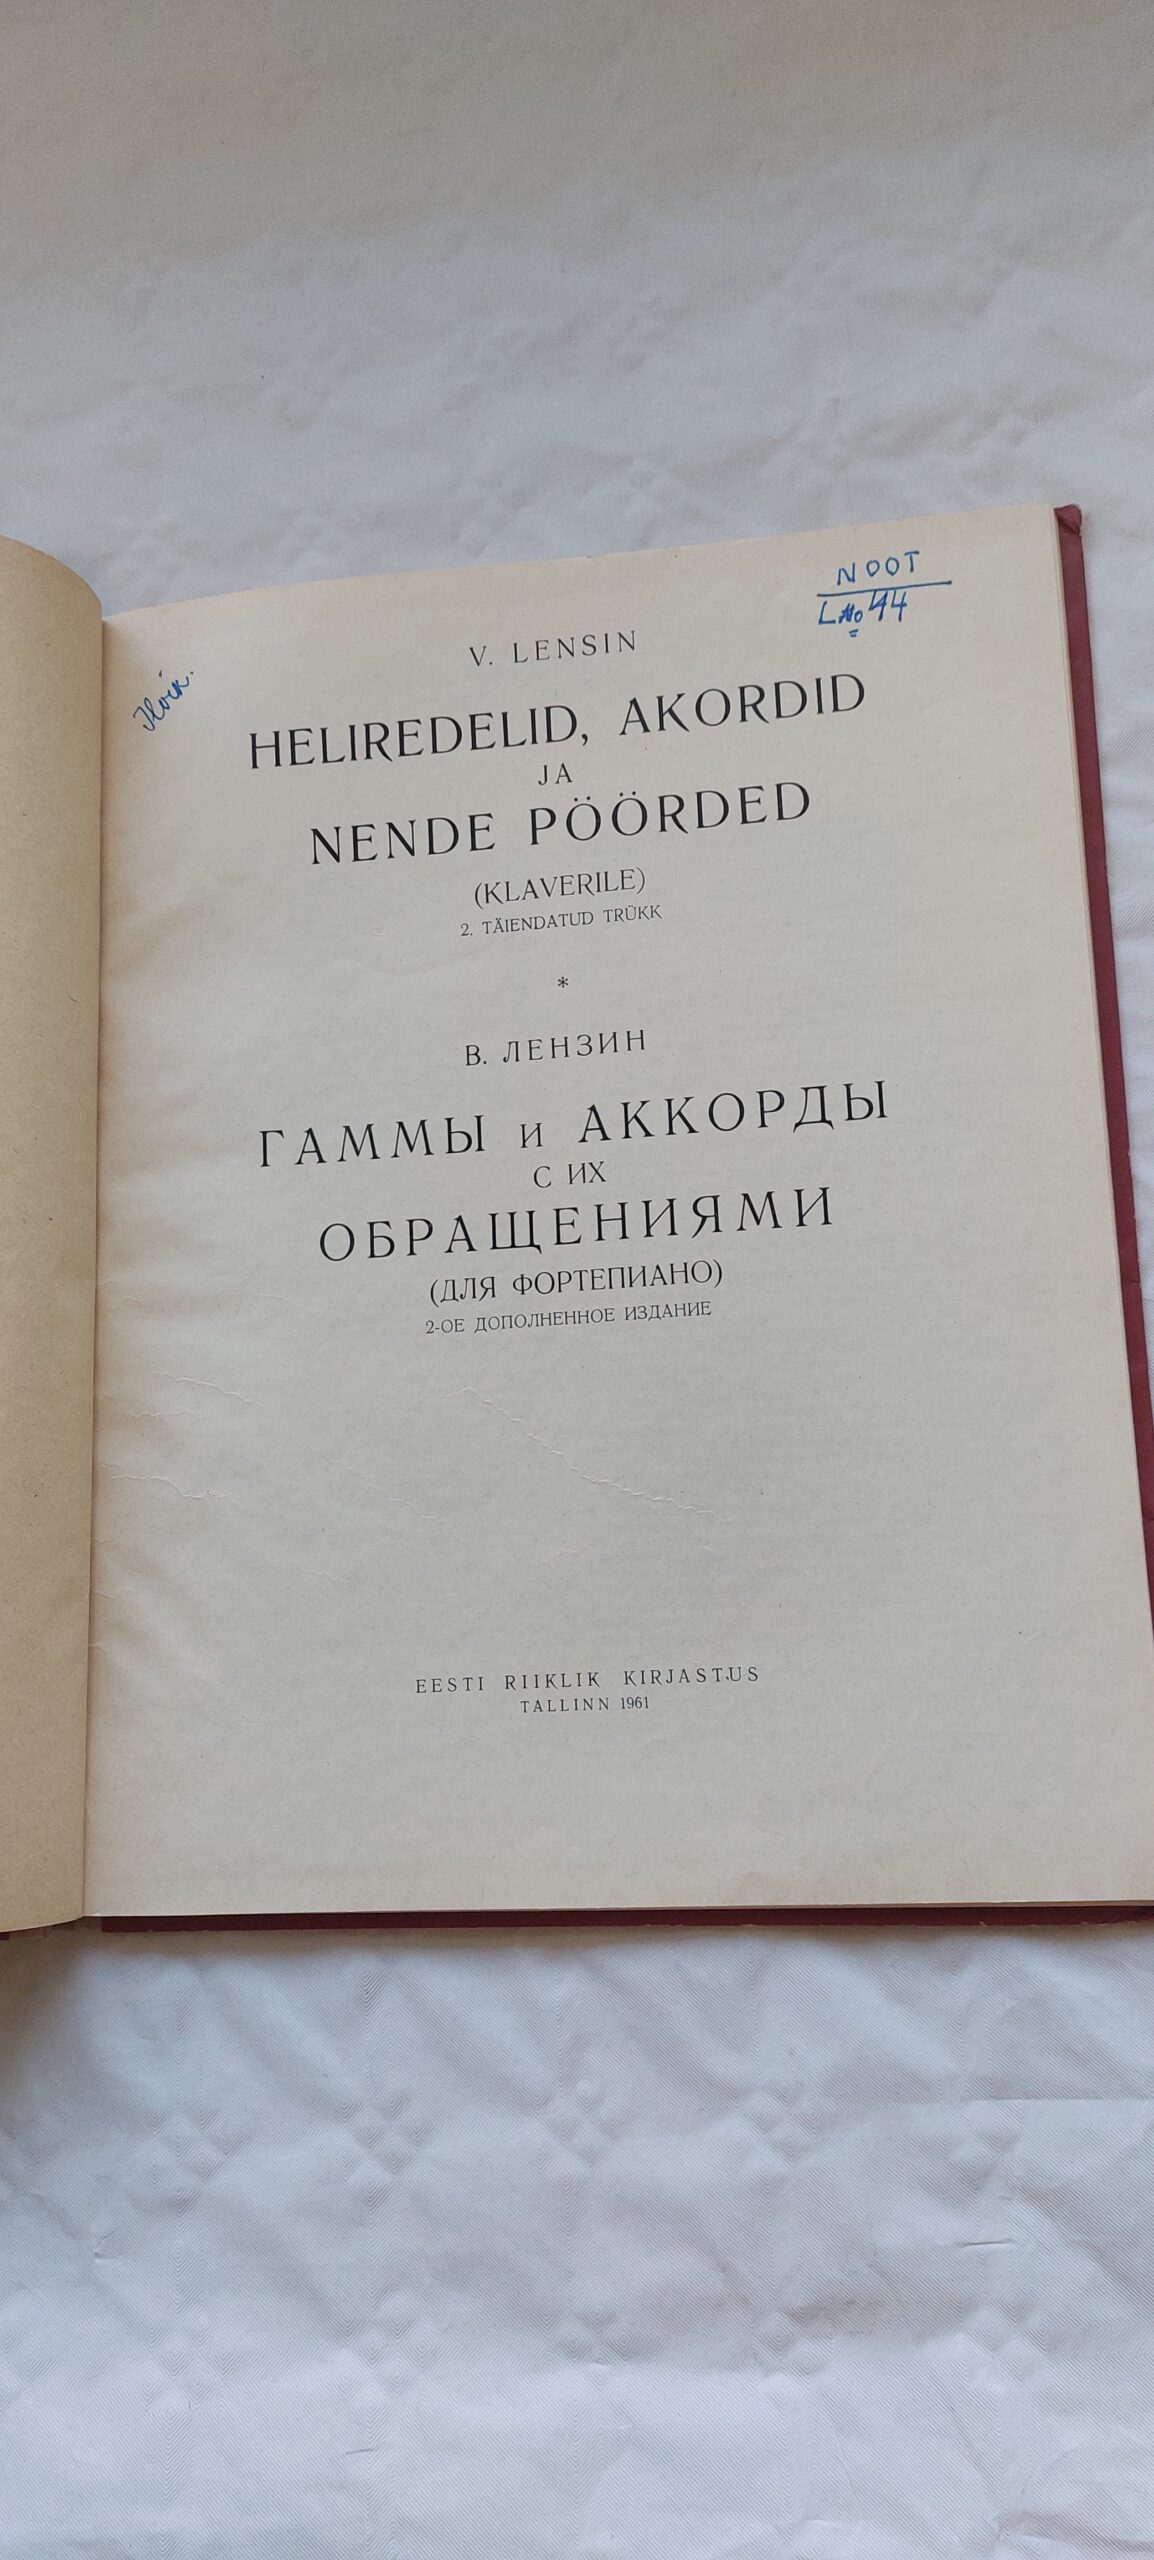 NOOT
V. LENSIN
HELIREDELID, AKORDID
JA
NENDE PÖÖRDED
(KLAVERILE)
2. TÄIENDATUD TRÜKK
*
В. ЛЕНЗИН
ГАММЫ и АККОРДЫ
С ИХ
ОБРАЩЕНИЯМИ
(ДЛЯ ФОРТЕПИАНО)
2-ОЕ ДОПОЛНЕННОЕ ИЗДАНИЕ
EESTI RIIKLIK KIRJASTUS
TALLINN 1961